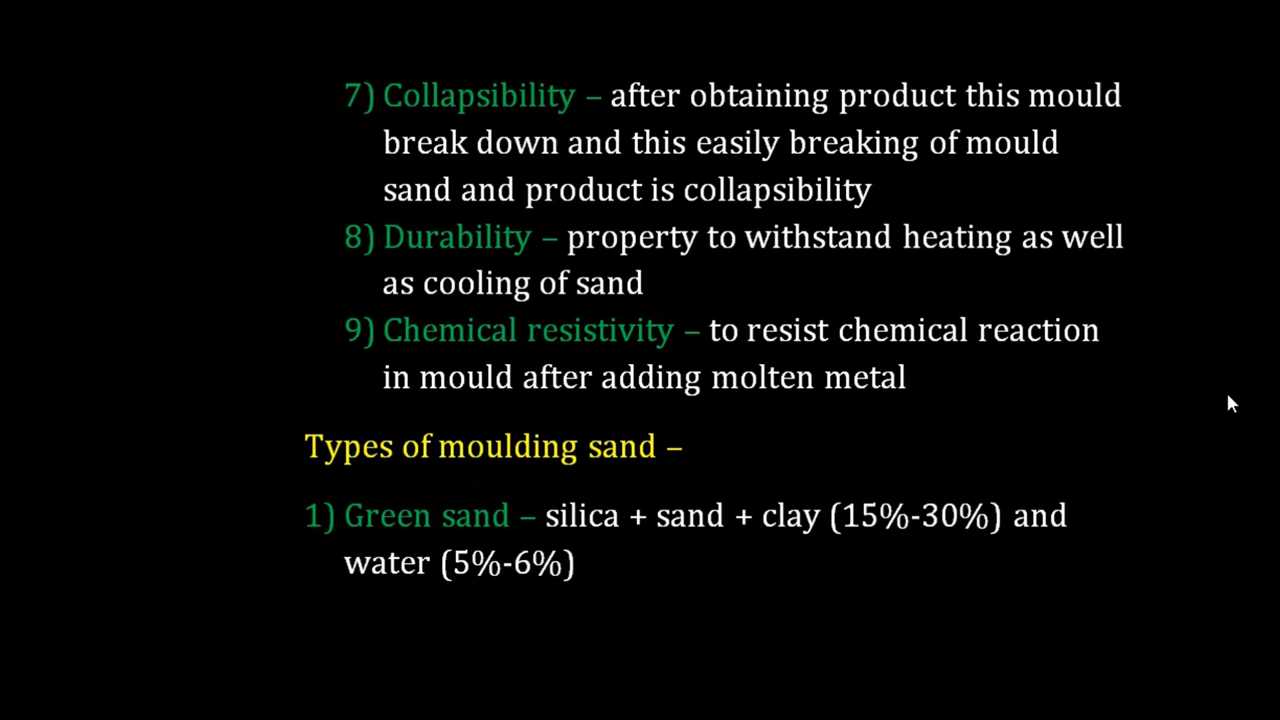 7) Collapsibility – after obtaining product this mould
break down and this easily breaking of mould
sand and product is collapsibility
8) Durability – property to withstand heating as well
as cooling of sand
9) Chemical resistivity – to resist chemical reaction
in mould after adding molten metal
Types of moulding sand –
1) Green sand – silica + sand + clay (15%-30%) and
water (5%-6%)